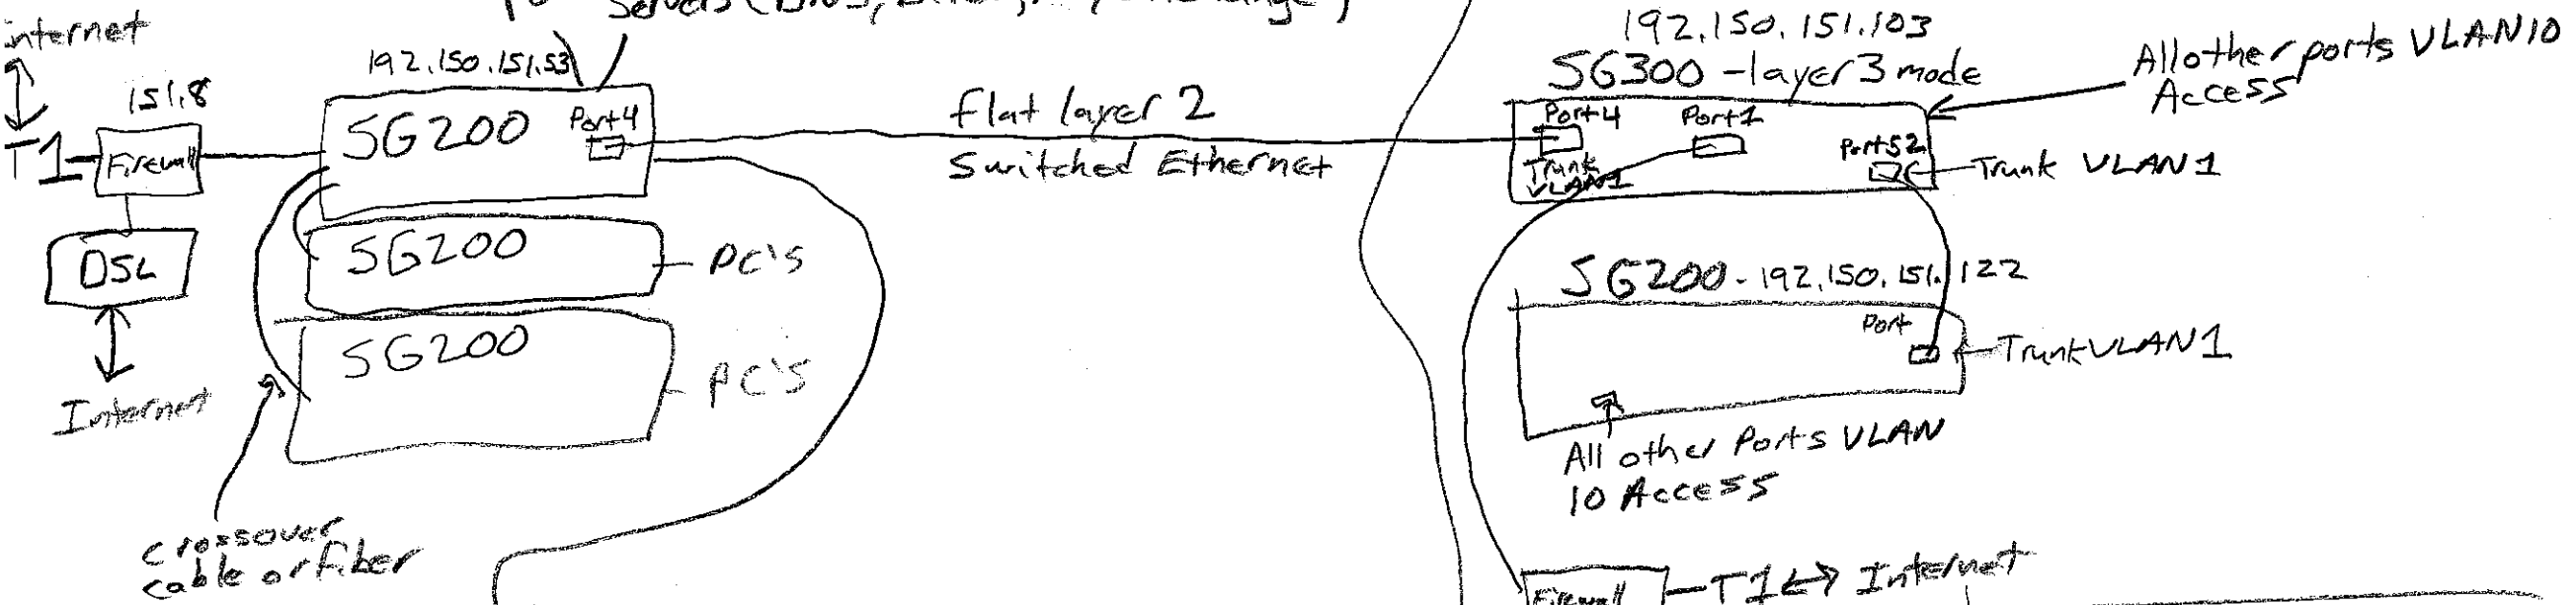 Servers (
internet
192.150.151.53
151.8
T1
Firewall
SG200
Port4
DSL
Internet
SG200
PC's
SG200
PC's
crossover
cable or fiber
flat layer 2
Switched Ethernet
192.150.151.103
SG300 - layer 3 mode
All other ports VLAN10
Access
Port4
Port1
Port52
Trunk
VLAN1
Trunk VLAN1
SG200 - 192.150.151.122
Port
Trunk VLAN1
All other Ports VLAN
10 Access
Firewall
T1
Internet